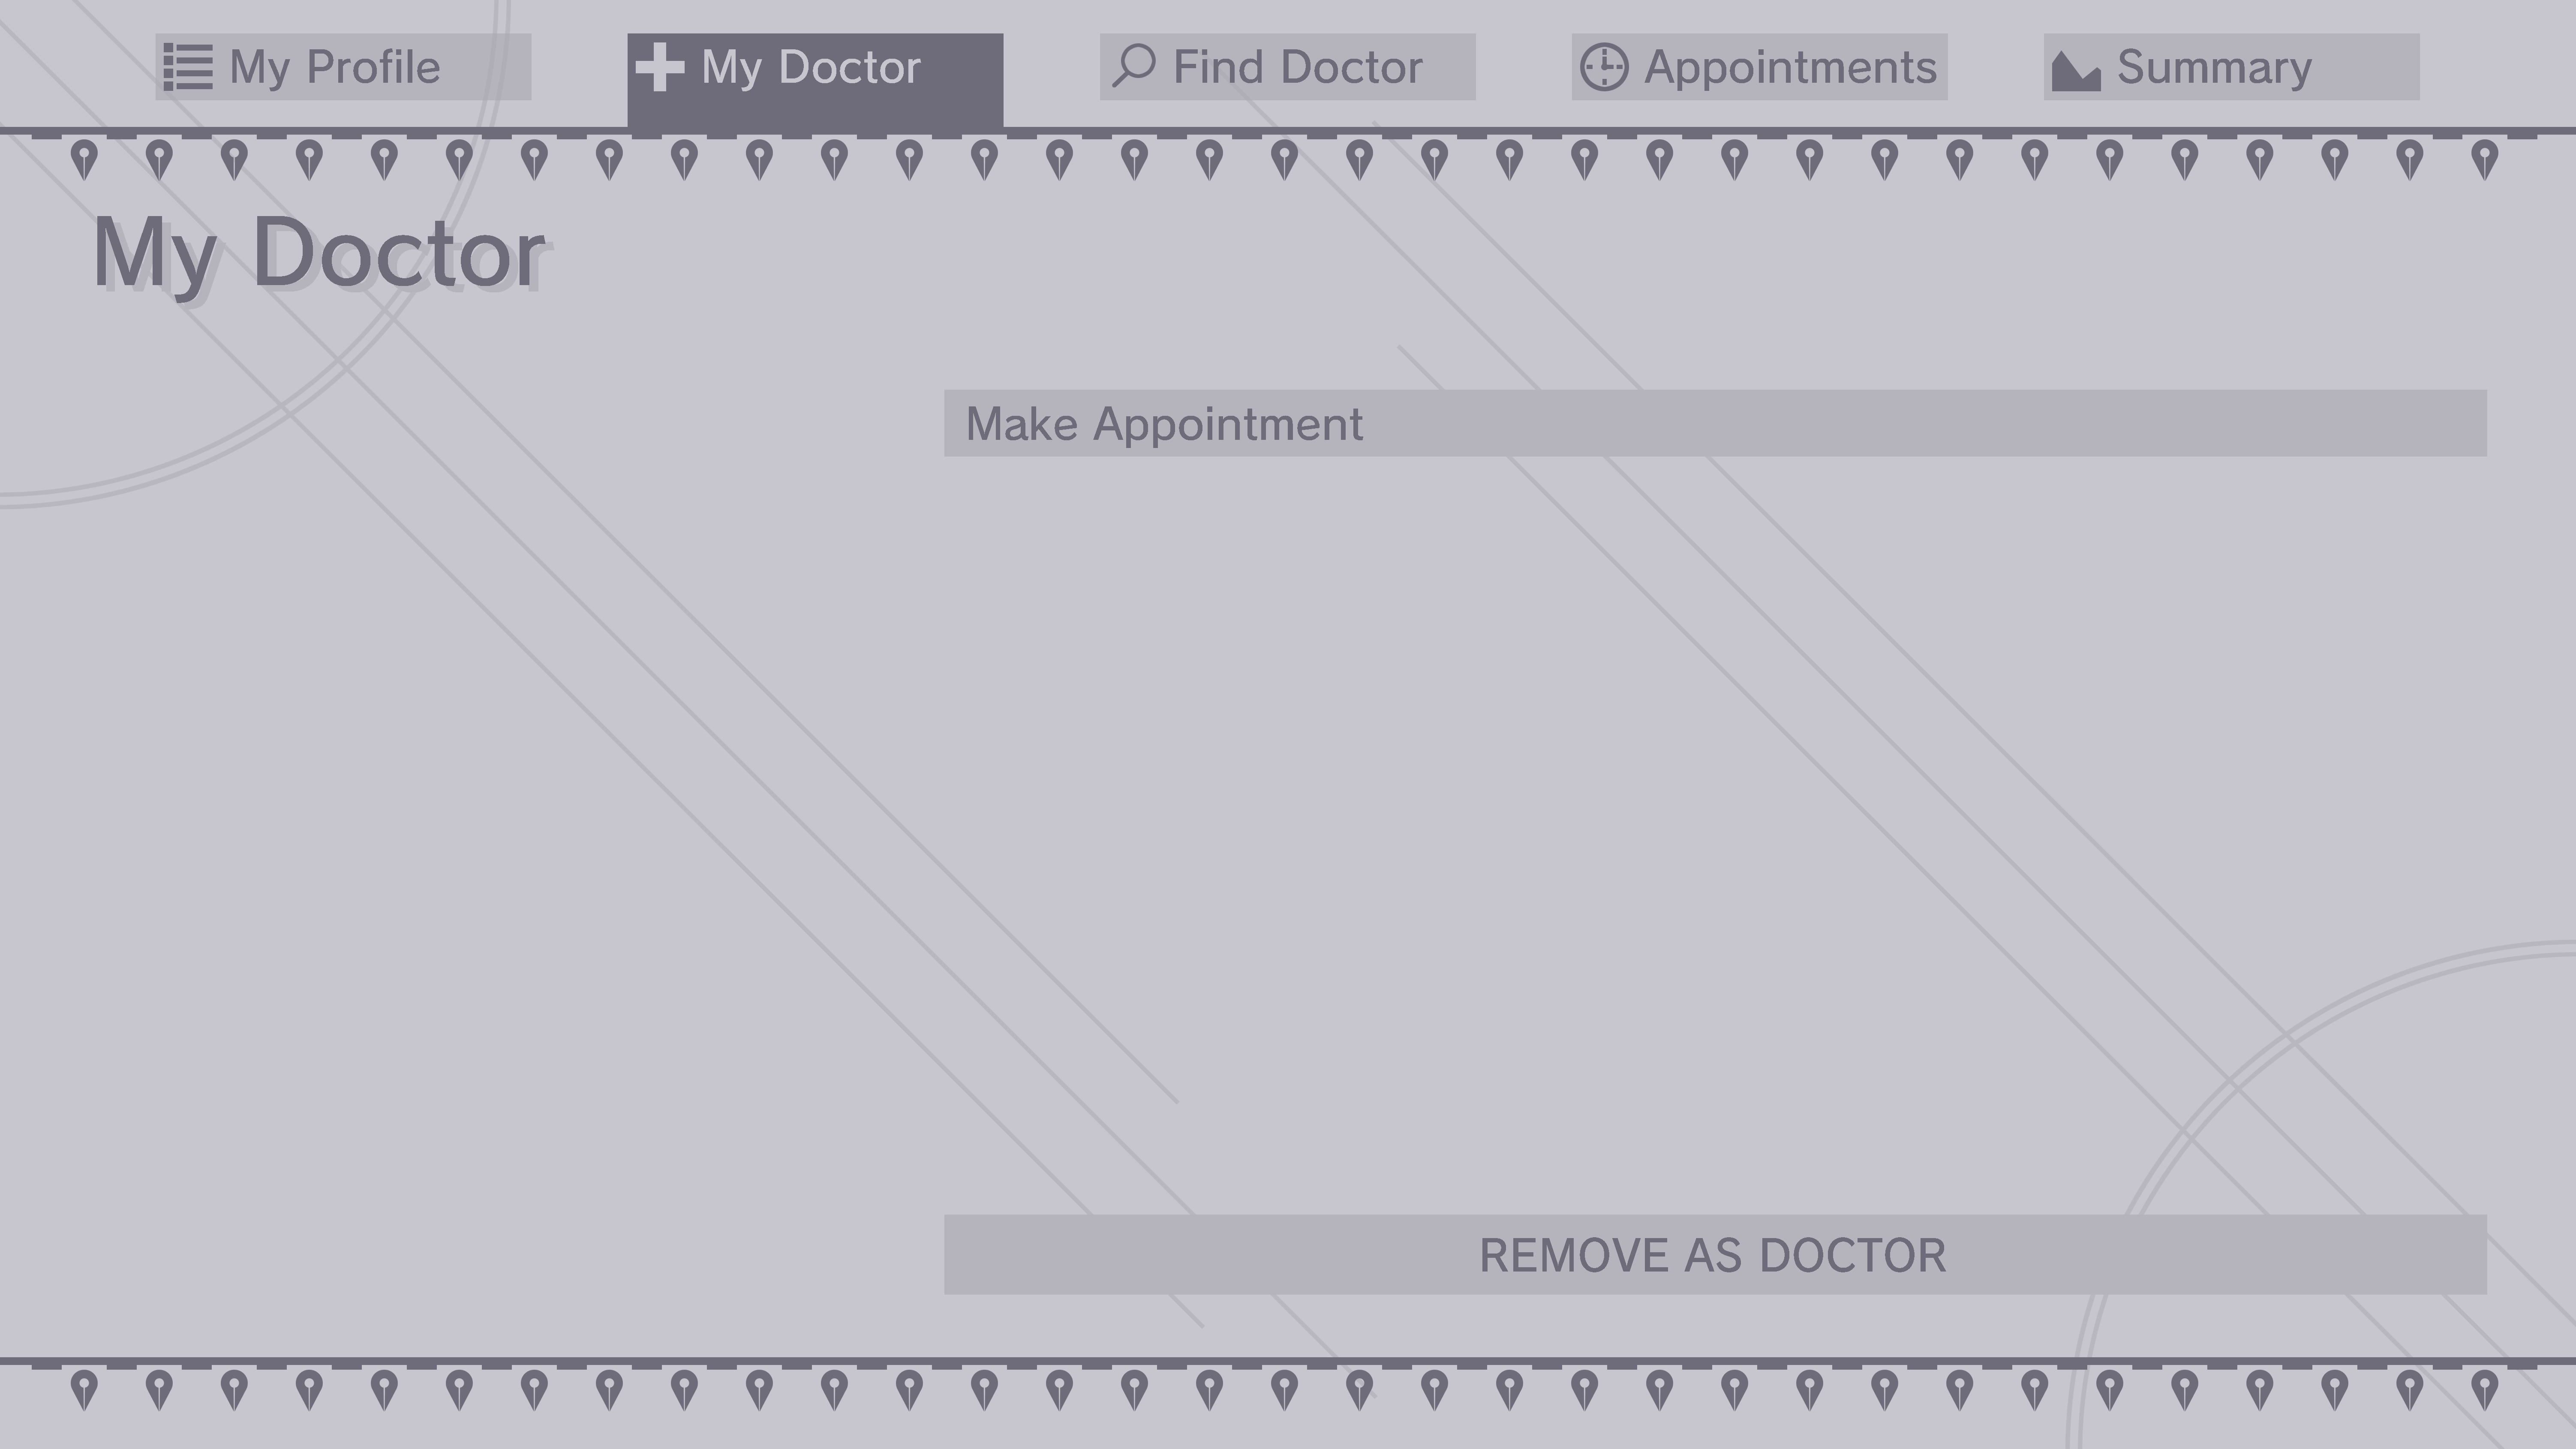 My Profile
My Doctor
Find Doctor
Appointments
Summary
My Doctor
Make Appointment
REMOVE AS DOCTOR